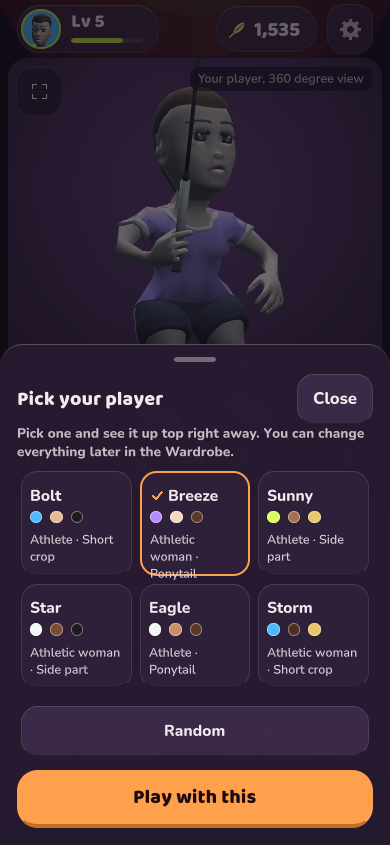 Lv 5
1,535
Your player, 360 degree view
Pick your player
Close
Pick one and see it up top right away. You can change
everything later in the Wardrobe.
Bolt
Athlete · Short
crop
Breeze
Athletic
woman ·
Ponytail
Sunny
Athlete · Side
part
Star
Athletic woman
· Side part
Eagle
Athlete ·
Ponytail
Storm
Athletic woman
· Short crop
Random
Play with this